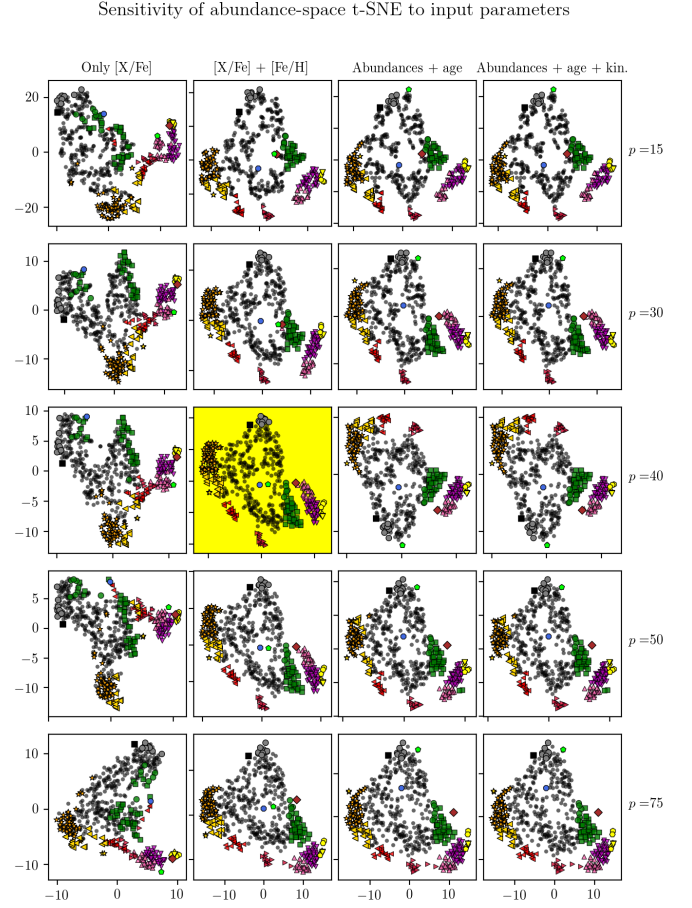 Sensitivity of abundance-space t-SNE to input parameters
Only [X/Fe]
[X/Fe] + [Fe/H]
Abundances + age
Abundances + age + kin.
20
0
−20
p =15
10
0
−10
p =30
10
5
0
−5
−10
p =40
5
0
−5
−10
p =50
10
0
−10
p =75
−10 0 10
−10 0 10
−10 0 10
−10 0 10